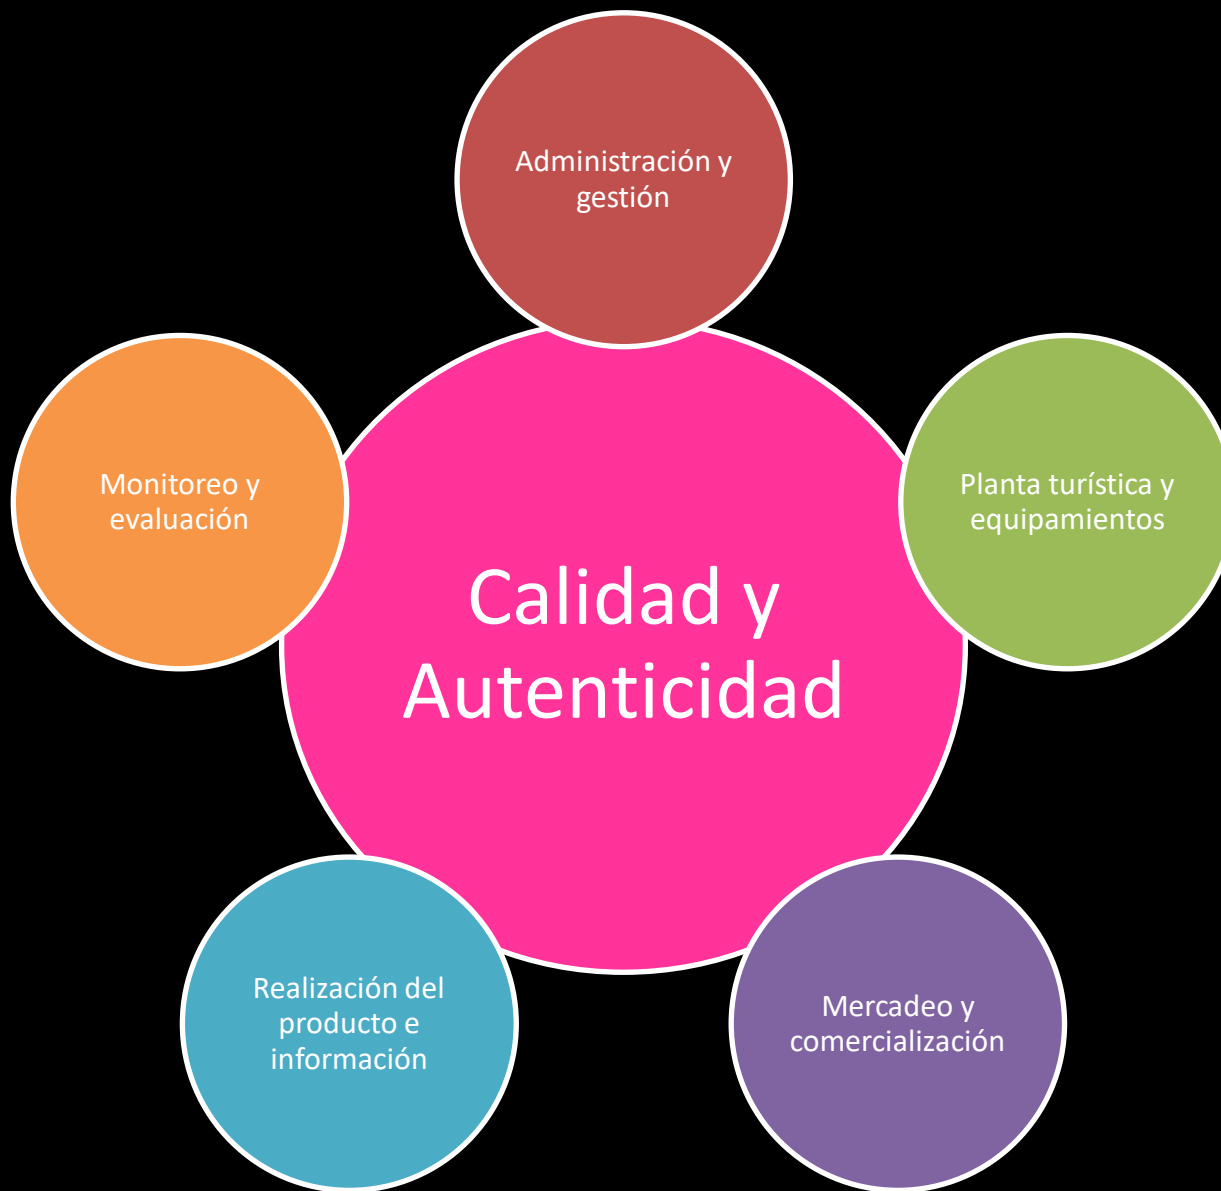 Administración y
gestión
Monitoreo y
evaluación
Planta turística y
equipamientos
Calidad y
Autenticidad
Realización del
producto e
información
Mercadeo y
comercialización